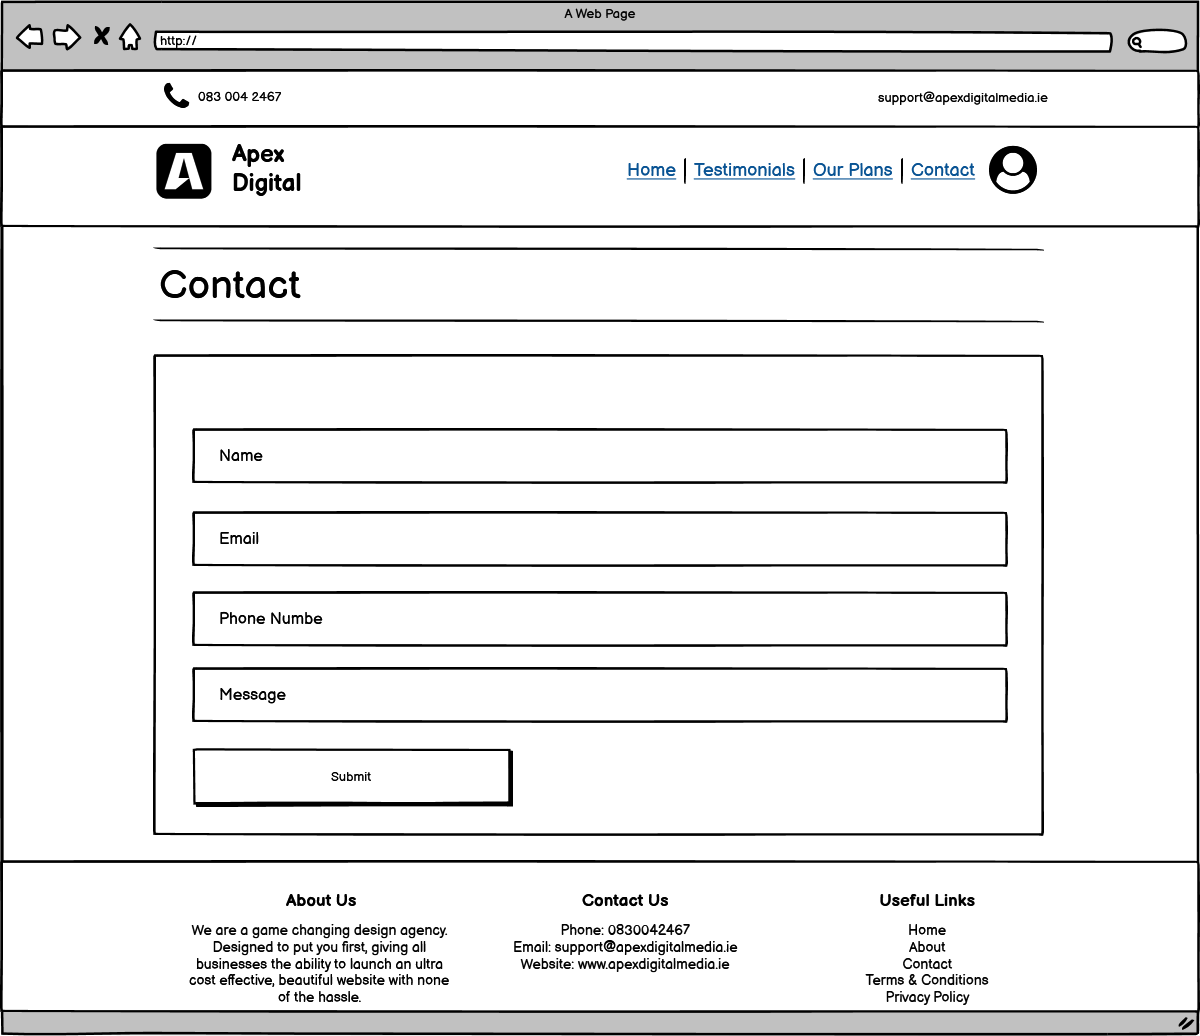 A Web Page
http://
083 004 2467
support@apexdigitalmedia.ie
A
Apex
Digital
Home | Testimonials | Our Plans | Contact
Contact
Name
Email
Phone Numbe
Message
Submit
About Us
We are a game changing design agency.
Designed to put you first, giving all
businesses the ability to launch an ultra
cost effective, beautiful website with none
of the hassle.
Contact Us
Phone: 0830042467
Email: support@apexdigitalmedia.ie
Website: www.apexdigitalmedia.ie
Useful Links
Home
About
Contact
Terms & Conditions
Privacy Policy